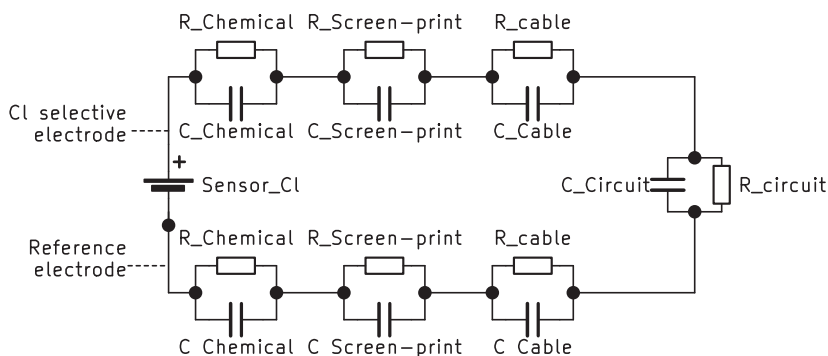 R_Chemical R_Screen-print R_cable
C_Chemical C_Screen-print C_Cable
Cl selective
electrode
+
Sensor_Cl
C_Circuit R_circuit
Reference
electrode
R_Chemical R_Screen-print R_cable
C Chemical C Screen-print C Cable